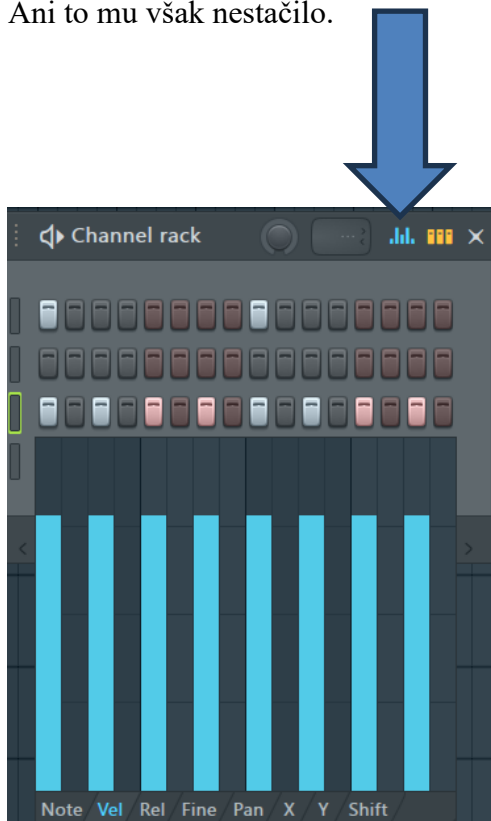 Ani to mu však nestačilo.
Channel rack
Note Vel Rel Fine Pan X Y Shift